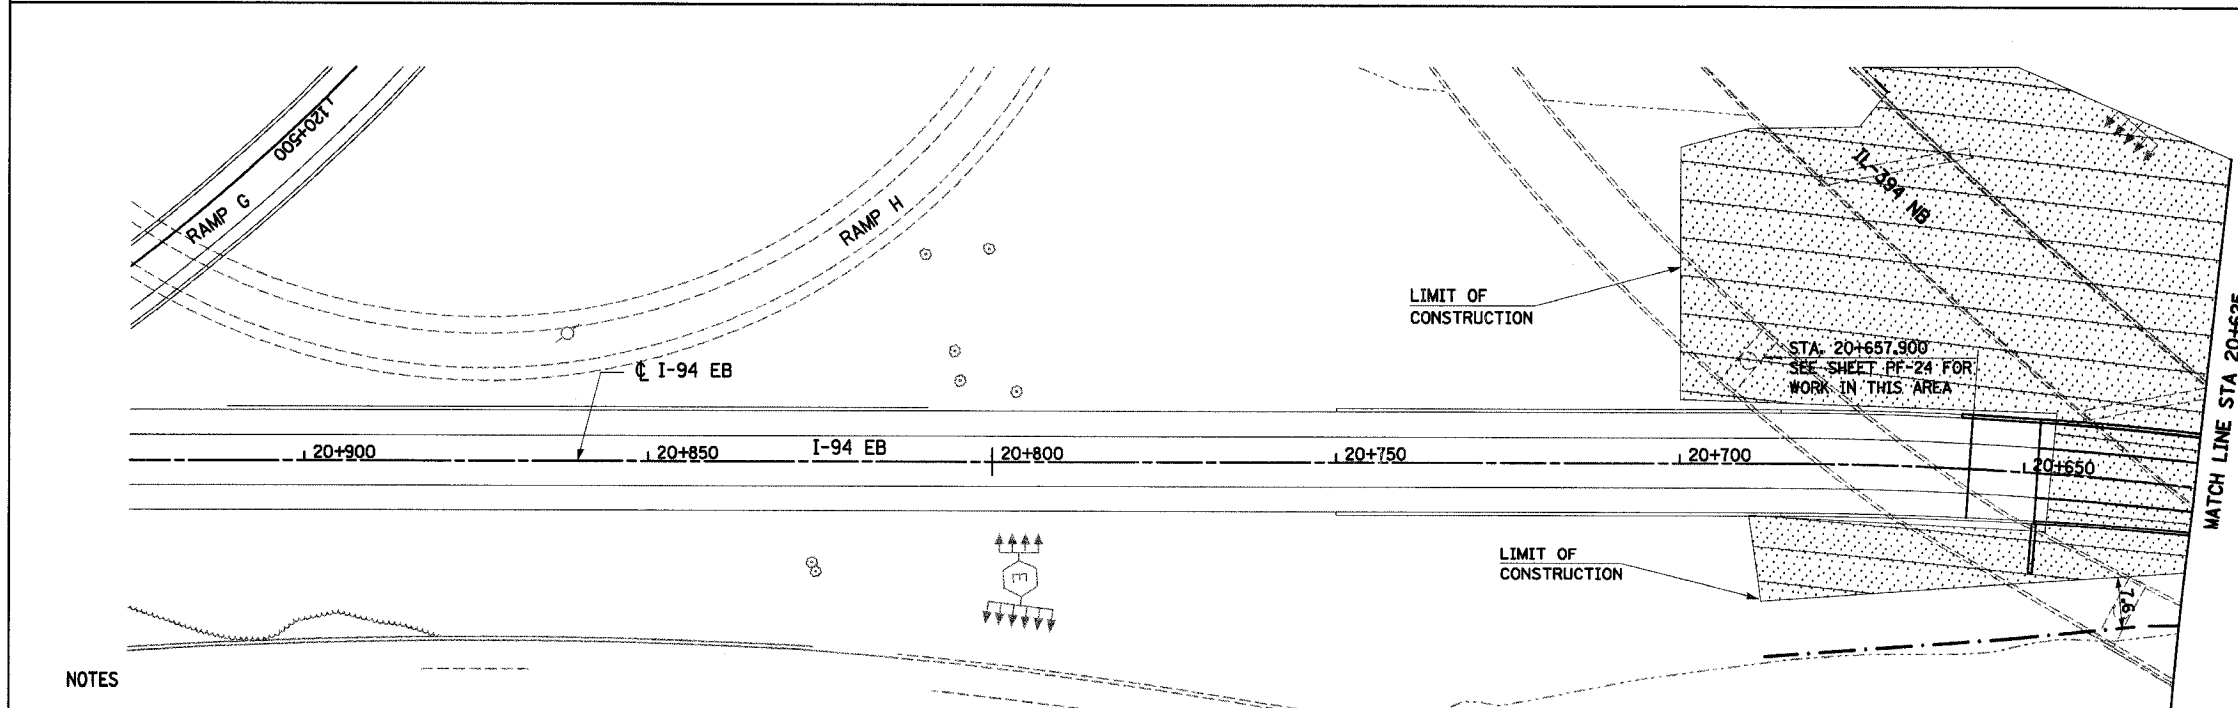 120+500
RAMP G
RAMP H
IL-394 NB
LIMIT OF
CONSTRUCTION
STA. 20+657.900
SEE SHEET PF-24 FOR
WORK IN THIS AREA
℄ I-94 EB
MATCH LINE STA 20+625
20+900
20+850
I-94 EB
20+800
20+750
20+700
20+650
E
LIMIT OF
CONSTRUCTION
7.6
NOTES